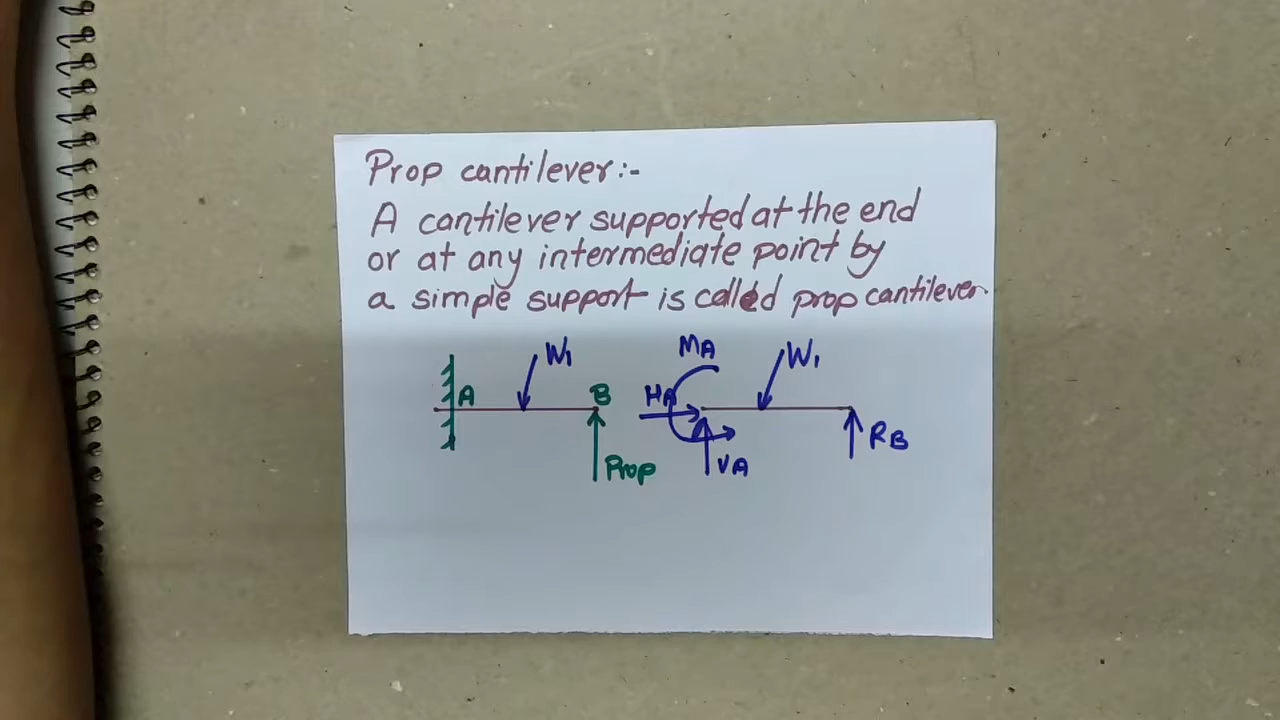 Prop cantilever:-
A cantilever supported at the end
or at any intermediate point by
a simple support is called prop cantilever.
W₁
A
B
Prop
MA
W₁
HA
VA
RB